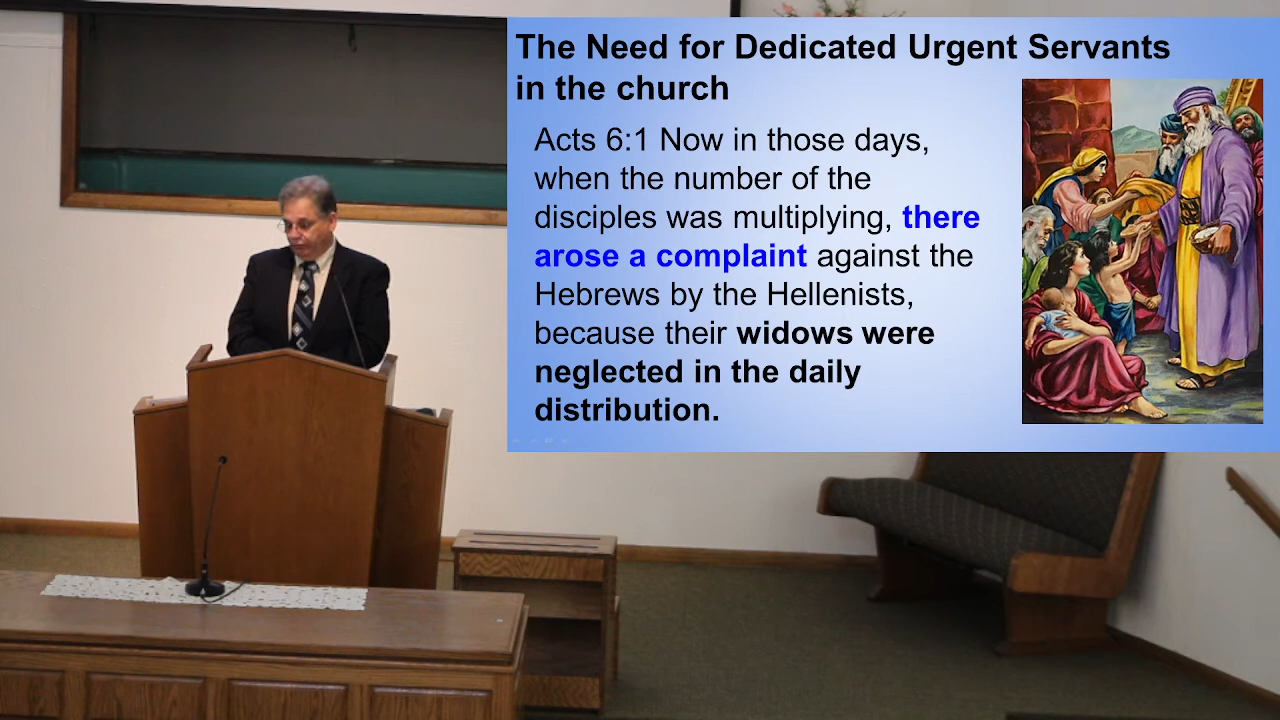 The Need for Dedicated Urgent Servants
in the church
Acts 6:1 Now in those days,
when the number of the
disciples was multiplying, there
arose a complaint against the
Hebrews by the Hellenists,
because their widows were
neglected in the daily
distribution.